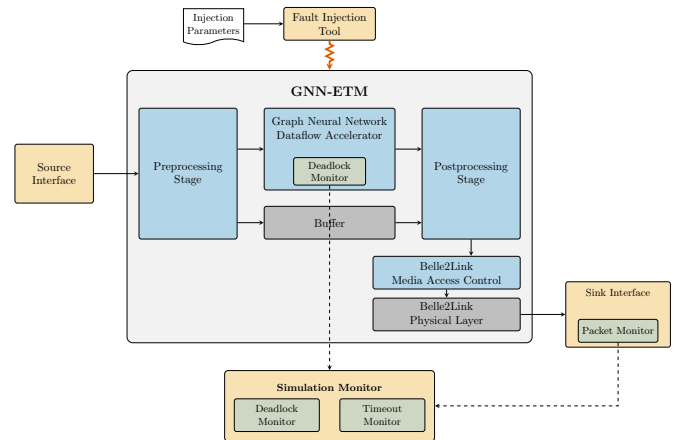 Injection
Parameters
Fault Injection
Tool
GNN-ETM
Graph Neural Network
Dataflow Accelerator
Deadlock
Monitor
Preprocessing
Stage
Postprocessing
Stage
Source
Interface
Buffer
Belle2Link
Media Access Control
Belle2Link
Physical Layer
Sink Interface
Packet Monitor
Simulation Monitor
Deadlock
Monitor
Timeout
Monitor